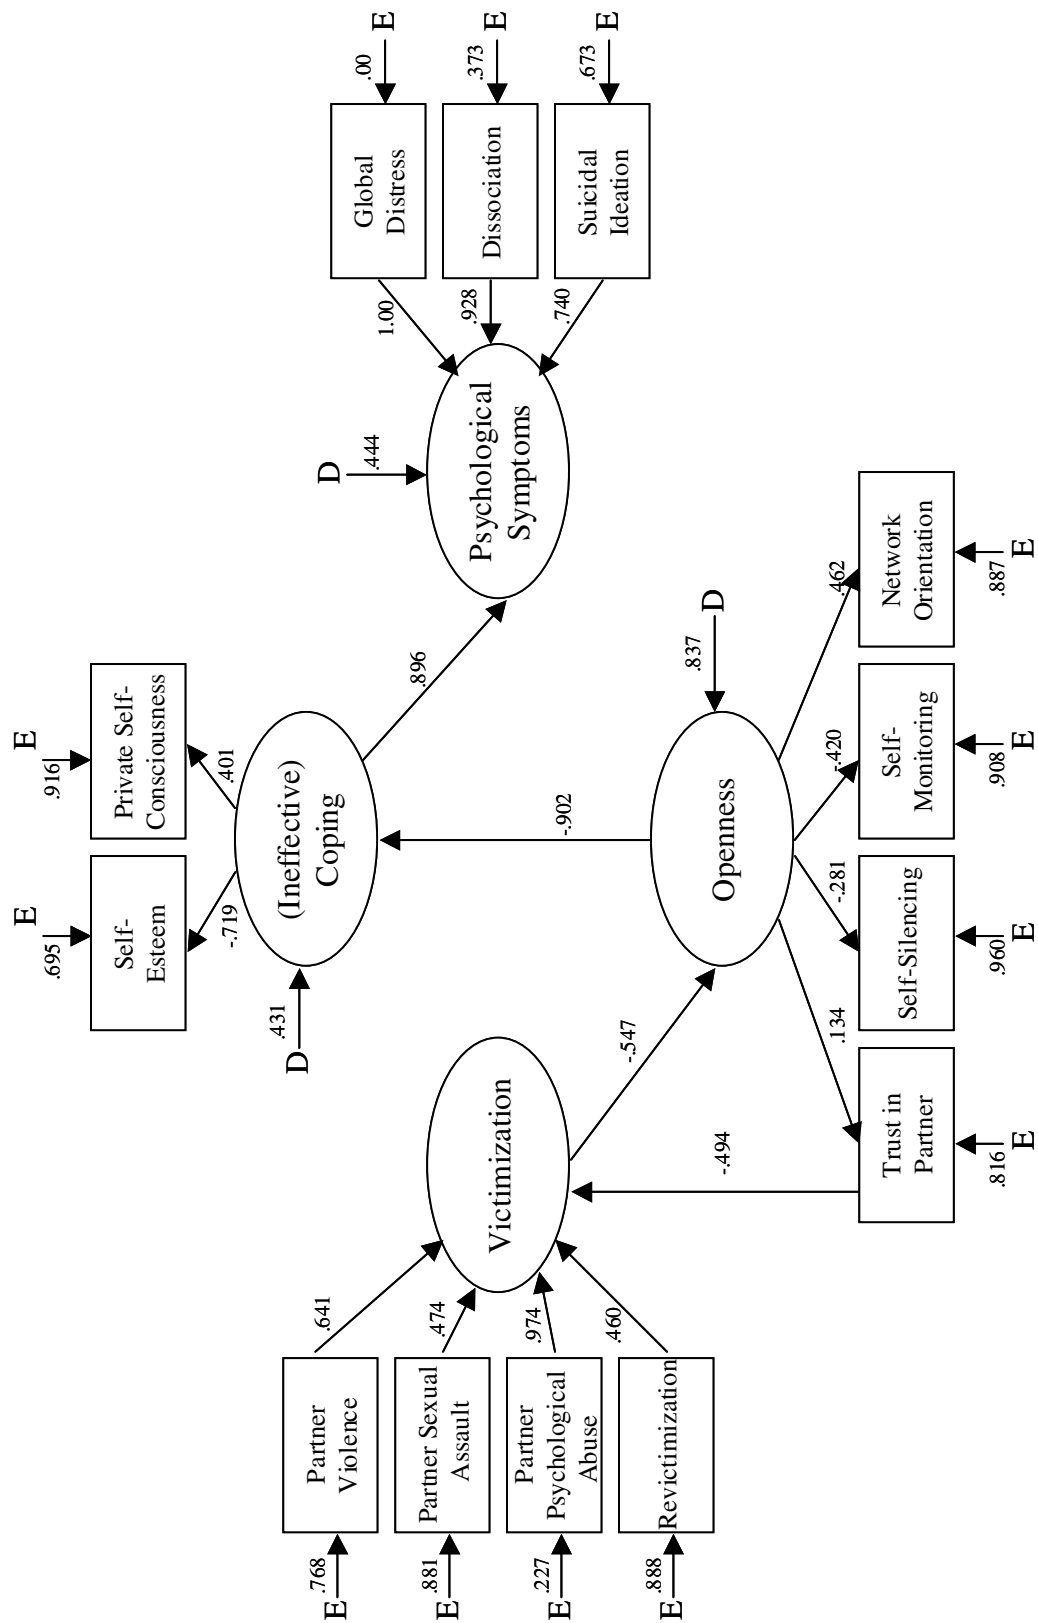 E
.768
Partner
Violence
.641
E
.881
Partner Sexual
Assault
.474
E
.227
Partner
Psychological
Abuse
.974
E
.888
Revictimization
.460
Victimization
-.547
-.494
E
.695
Self-
Esteem
-.719
E
.916
Private Self-
Consciousness
.401
D
.431
(Ineffective)
Coping
.896
-.902
Openness
.837
D
.134
Trust in
Partner
.816
E
-.281
Self-Silencing
.960
E
-.420
Self-
Monitoring
.908
E
.462
Network
Orientation
.887
E
D
.444
Psychological
Symptoms
1.00
Global
Distress
.00
E
.928
Dissociation
.373
E
.740
Suicidal
Ideation
.673
E